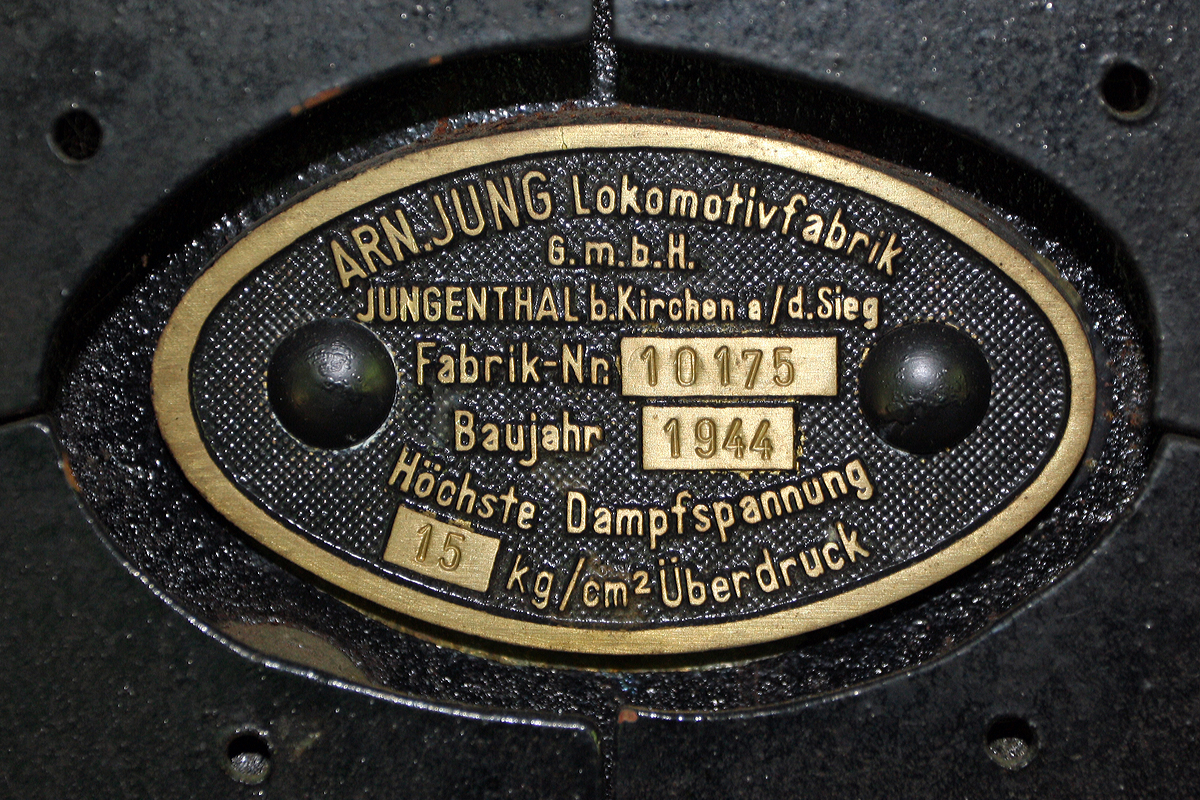 ARN. JUNG Lokomotivfabrik
G.m.b.H.
JUNGENTHAL b. Kirchen a/d. Sieg
Fabrik-Nr. 10175
Baujahr 1944
Höchste Dampfspannung
15 kg/cm² Überdruck